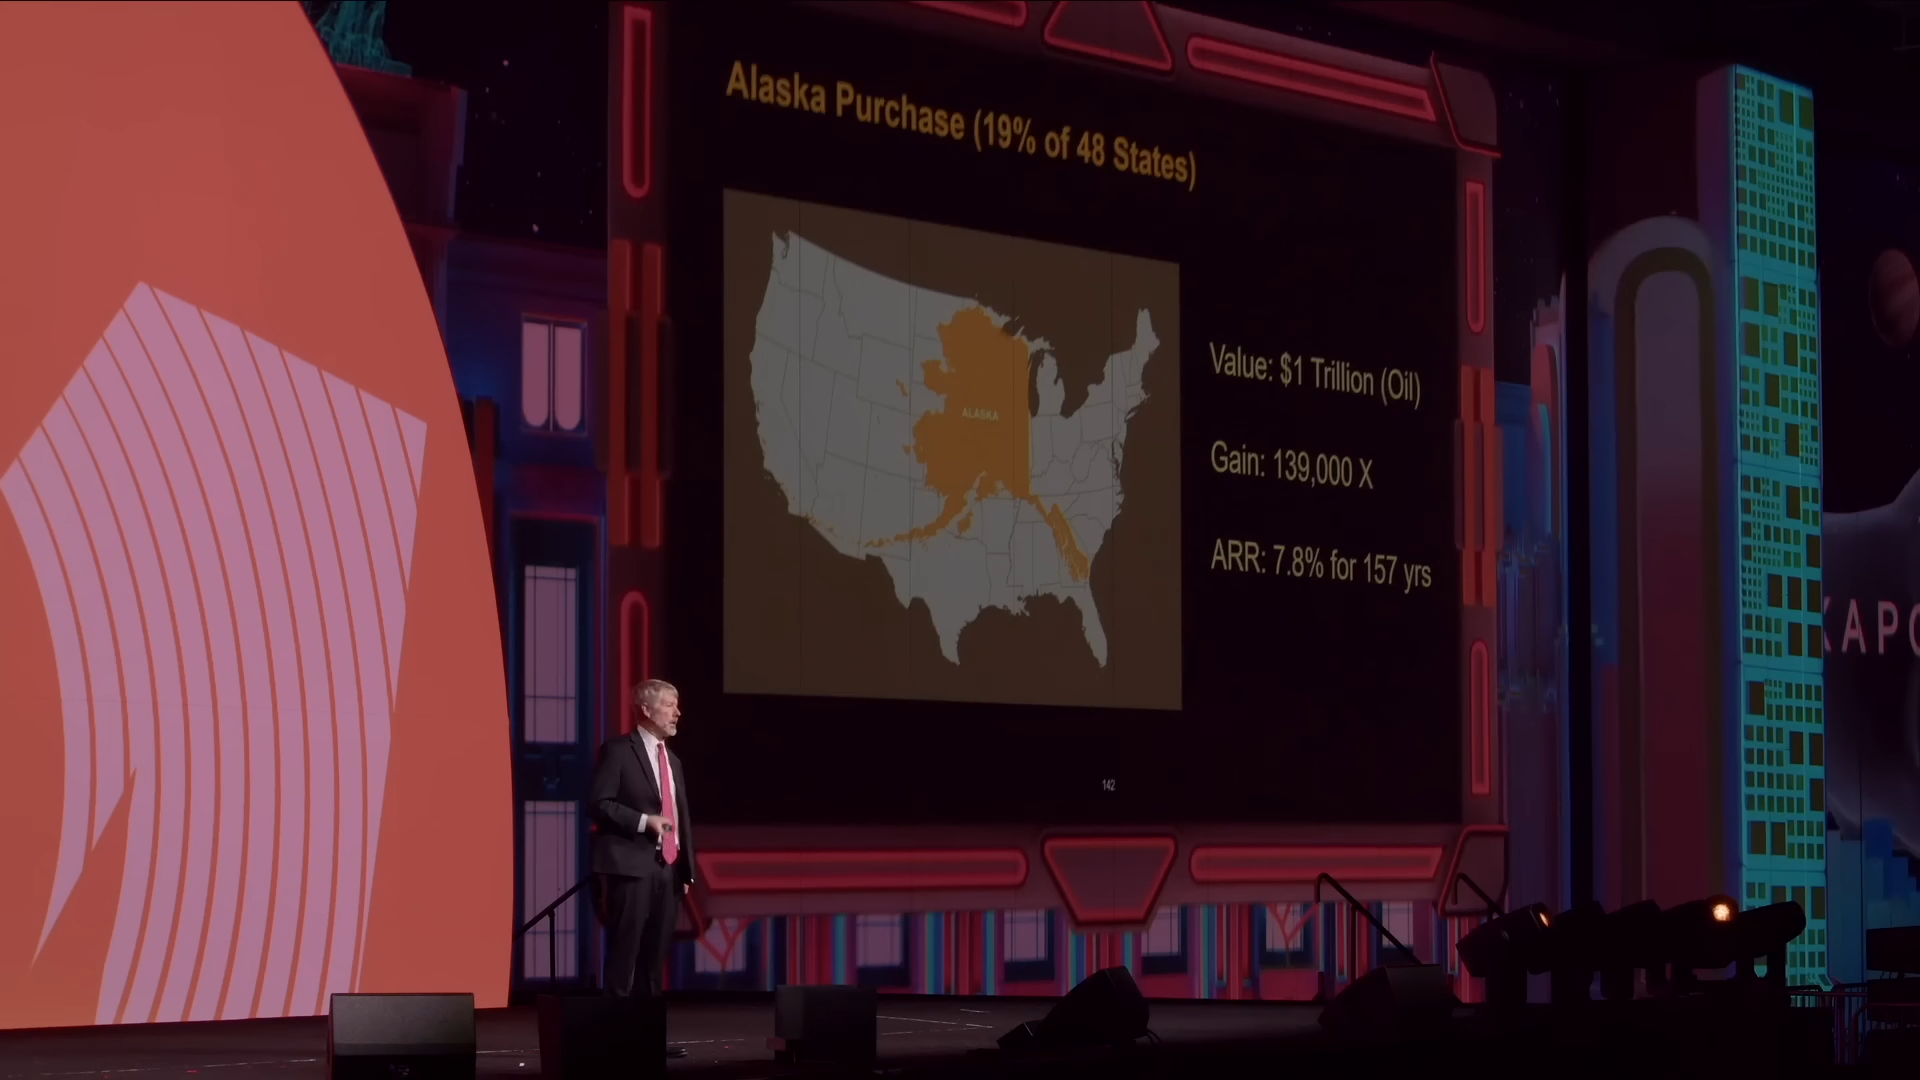 Alaska Purchase (19% of 48 States)
ALASKA
Value: $1 Trillion (Oil)
Gain: 139,000 X
ARR: 7.8% for 157 yrs
142